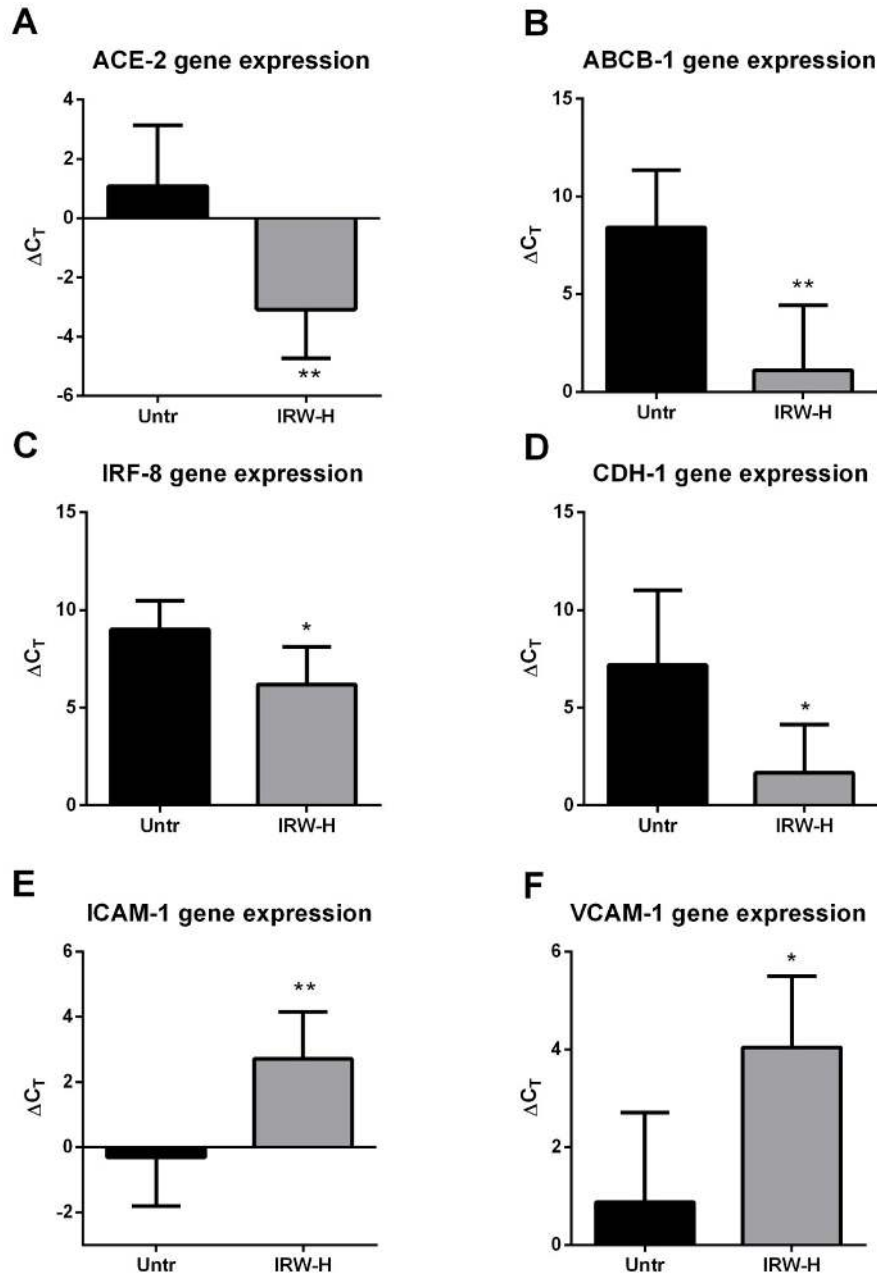 A
ACE-2 gene expression
4
2
0
-2
-4
-6
ΔCT
**
Untr
IRW-H
B
ABCB-1 gene expression
15
10
5
0
ΔCT
**
Untr
IRW-H
C
IRF-8 gene expression
15
10
5
0
ΔCT
*
Untr
IRW-H
D
CDH-1 gene expression
15
10
5
0
ΔCT
*
Untr
IRW-H
E
ICAM-1 gene expression
6
4
2
0
-2
ΔCT
**
Untr
IRW-H
F
VCAM-1 gene expression
6
4
2
0
ΔCT
*
Untr
IRW-H